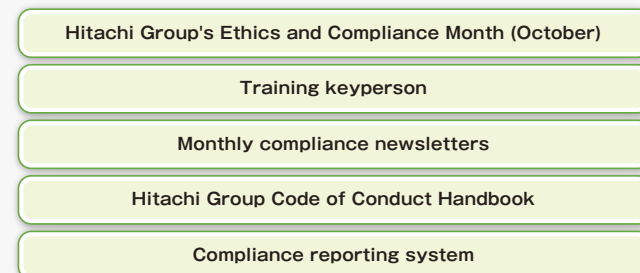 Hitachi Group's Ethics and Compliance Month (October)
Training keyperson
Monthly compliance newsletters
Hitachi Group Code of Conduct Handbook
Compliance reporting system